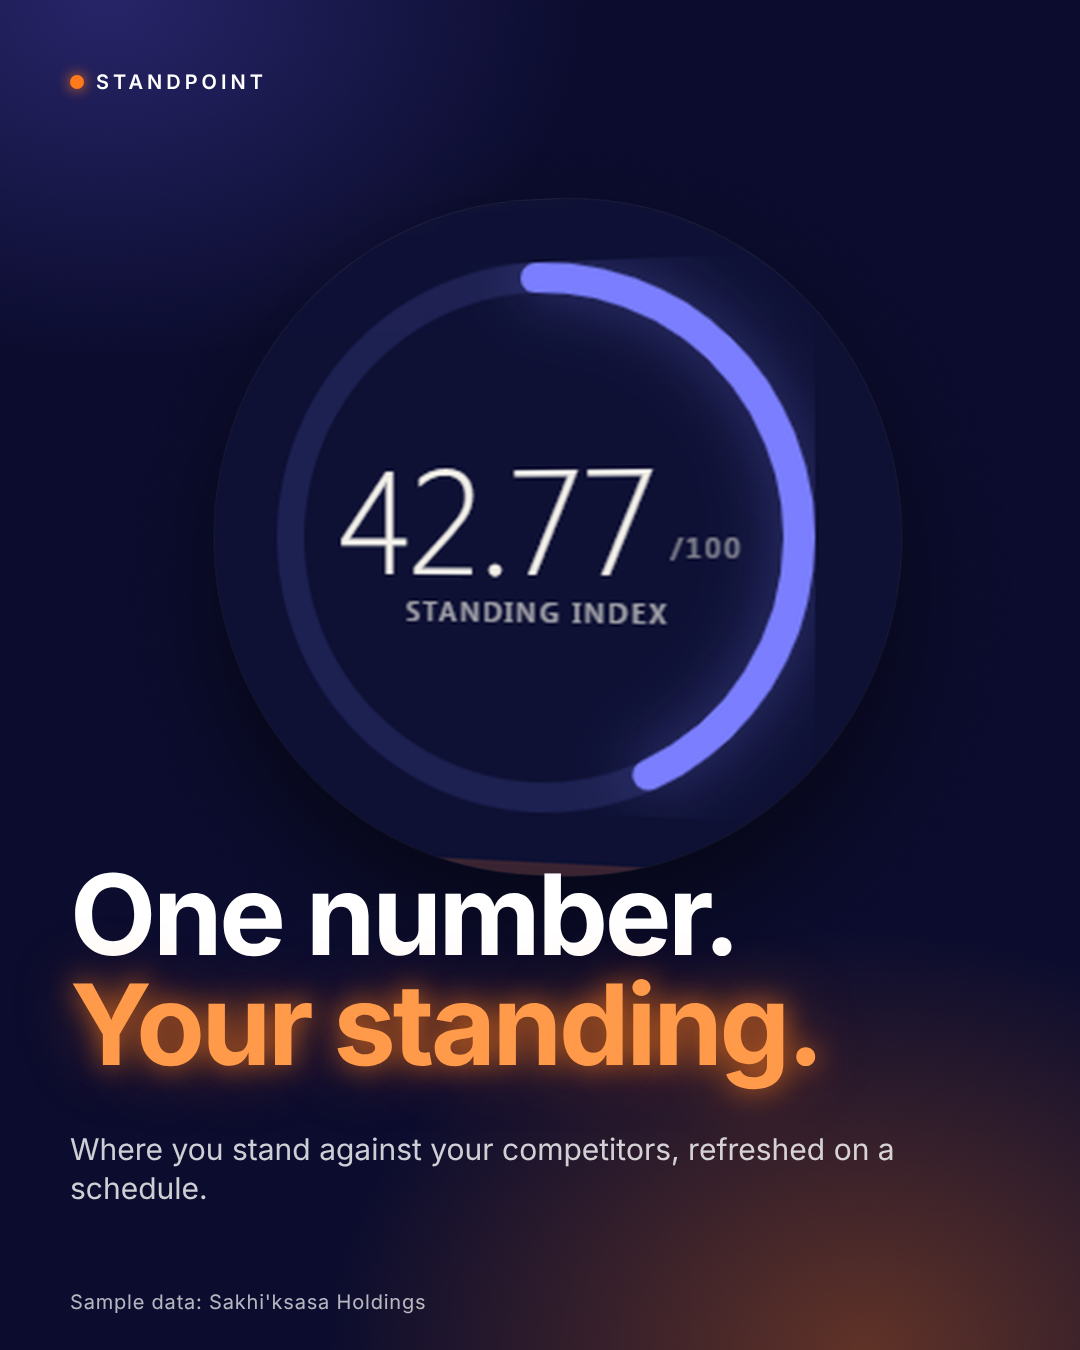 STANDPOINT
42.77 /100
STANDING INDEX
One number.
Your standing.
Where you stand against your competitors, refreshed on a
schedule.
Sample data: Sakhi'ksasa Holdings